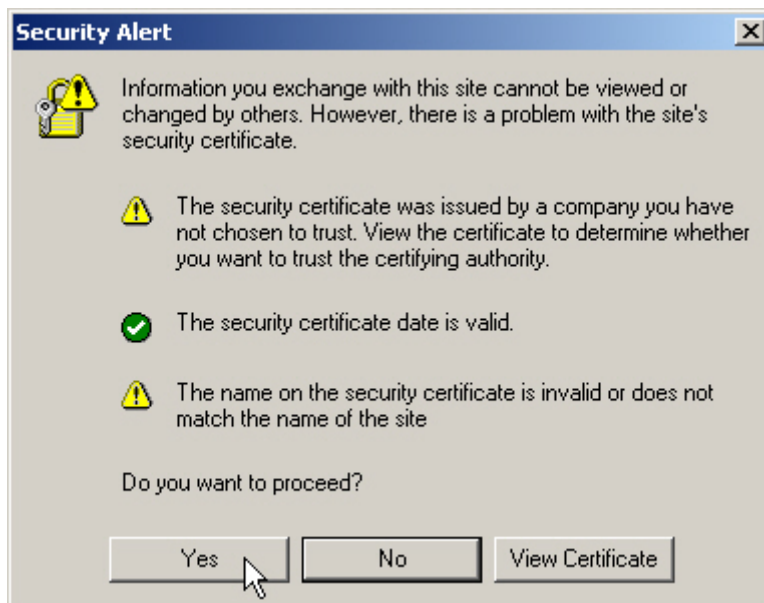 Security Alert
Information you exchange with this site cannot be viewed or
changed by others. However, there is a problem with the site's
security certificate.
The security certificate was issued by a company you have
not chosen to trust. View the certificate to determine whether
you want to trust the certifying authority.
The security certificate date is valid.
The name on the security certificate is invalid or does not
match the name of the site
Do you want to proceed?
Yes
No
View Certificate